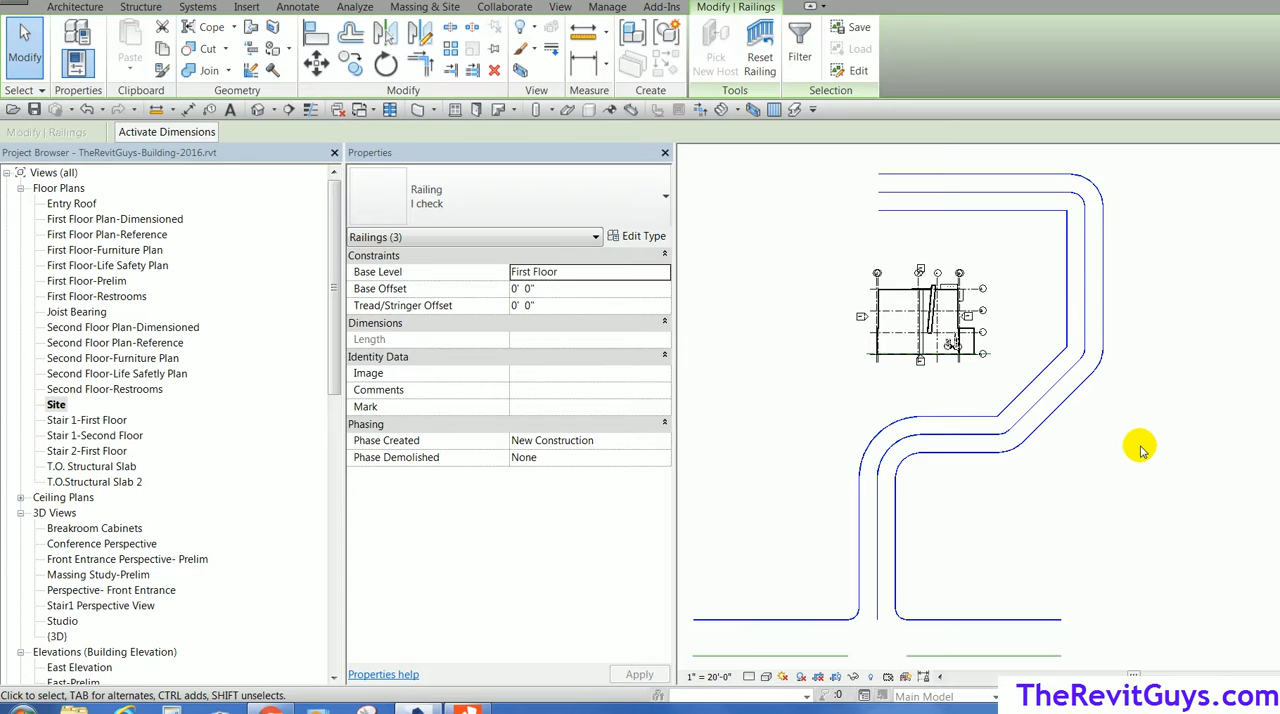 Architecture Structure Systems Insert Annotate Analyze Massing & Site Collaborate View Manage Add-Ins Modify | Railings
Modify
Select
Properties
Paste
Clipboard
Cope
Cut
Join
Geometry
Modify
View
Measure
Create
Pick
New Host
Reset
Railing
Tools
Filter
Save
Load
Edit
Selection
Modify | Railings Activate Dimensions
Project Browser - TheRevitGuys-Building-2016.rvt
Views (all)
Floor Plans
Entry Roof
First Floor Plan-Dimensioned
First Floor Plan-Reference
First Floor-Furniture Plan
First Floor-Life Safety Plan
First Floor-Prelim
First Floor-Restrooms
Joist Bearing
Second Floor Plan-Dimensioned
Second Floor Plan-Reference
Second Floor-Furniture Plan
Second Floor-Life Safetly Plan
Second Floor-Restrooms
Site
Stair 1-First Floor
Stair 1-Second Floor
Stair 2-First Floor
T.O. Structural Slab
T.O.Structural Slab 2
Ceiling Plans
3D Views
Breakroom Cabinets
Conference Perspective
Front Entrance Perspective- Prelim
Massing Study-Prelim
Perspective- Front Entrance
Stair1 Perspective View
Studio
{3D}
Elevations (Building Elevation)
East Elevation
East-Prelim
Properties
Railing
I check
Railings (3) Edit Type
Constraints
Base Level First Floor
Base Offset 0' 0"
Tread/Stringer Offset 0' 0"
Dimensions
Length
Identity Data
Image
Comments
Mark
Phasing
Phase Created New Construction
Phase Demolished None
Properties help Apply
1" = 20'-0"
Click to select, TAB for alternates, CTRL adds, SHIFT unselects.
:0 Main Model
TheRevitGuys.com